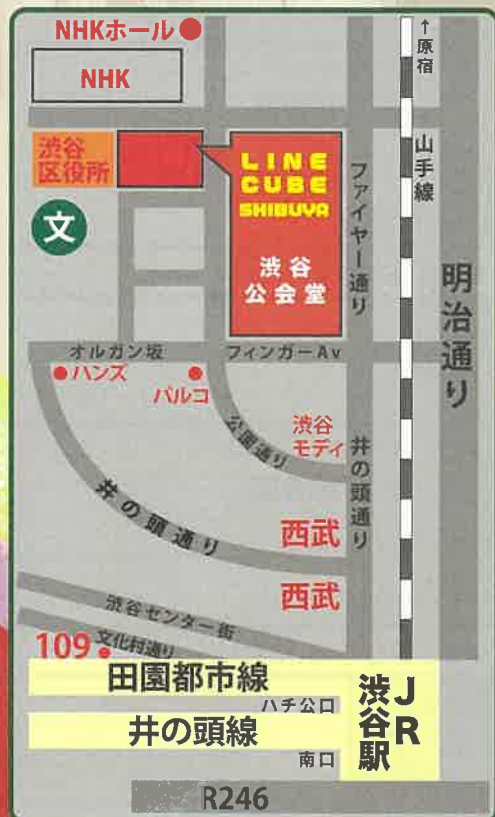 NHKホール
↑原宿
NHK
渋谷
区役所
LINE
CUBE
SHIBUYA
渋谷
公会堂
文
ファイヤー通り
山手線
明治通り
オルガン坂
フィンガーAv
ハンズ
パルコ
公園通り
渋谷
モディ
井の頭通り
井の頭通り
西武
西武
渋谷センター街
文化村通り
109
田園都市線
ハチ公口
井の頭線
南口
JR
渋谷駅
R246